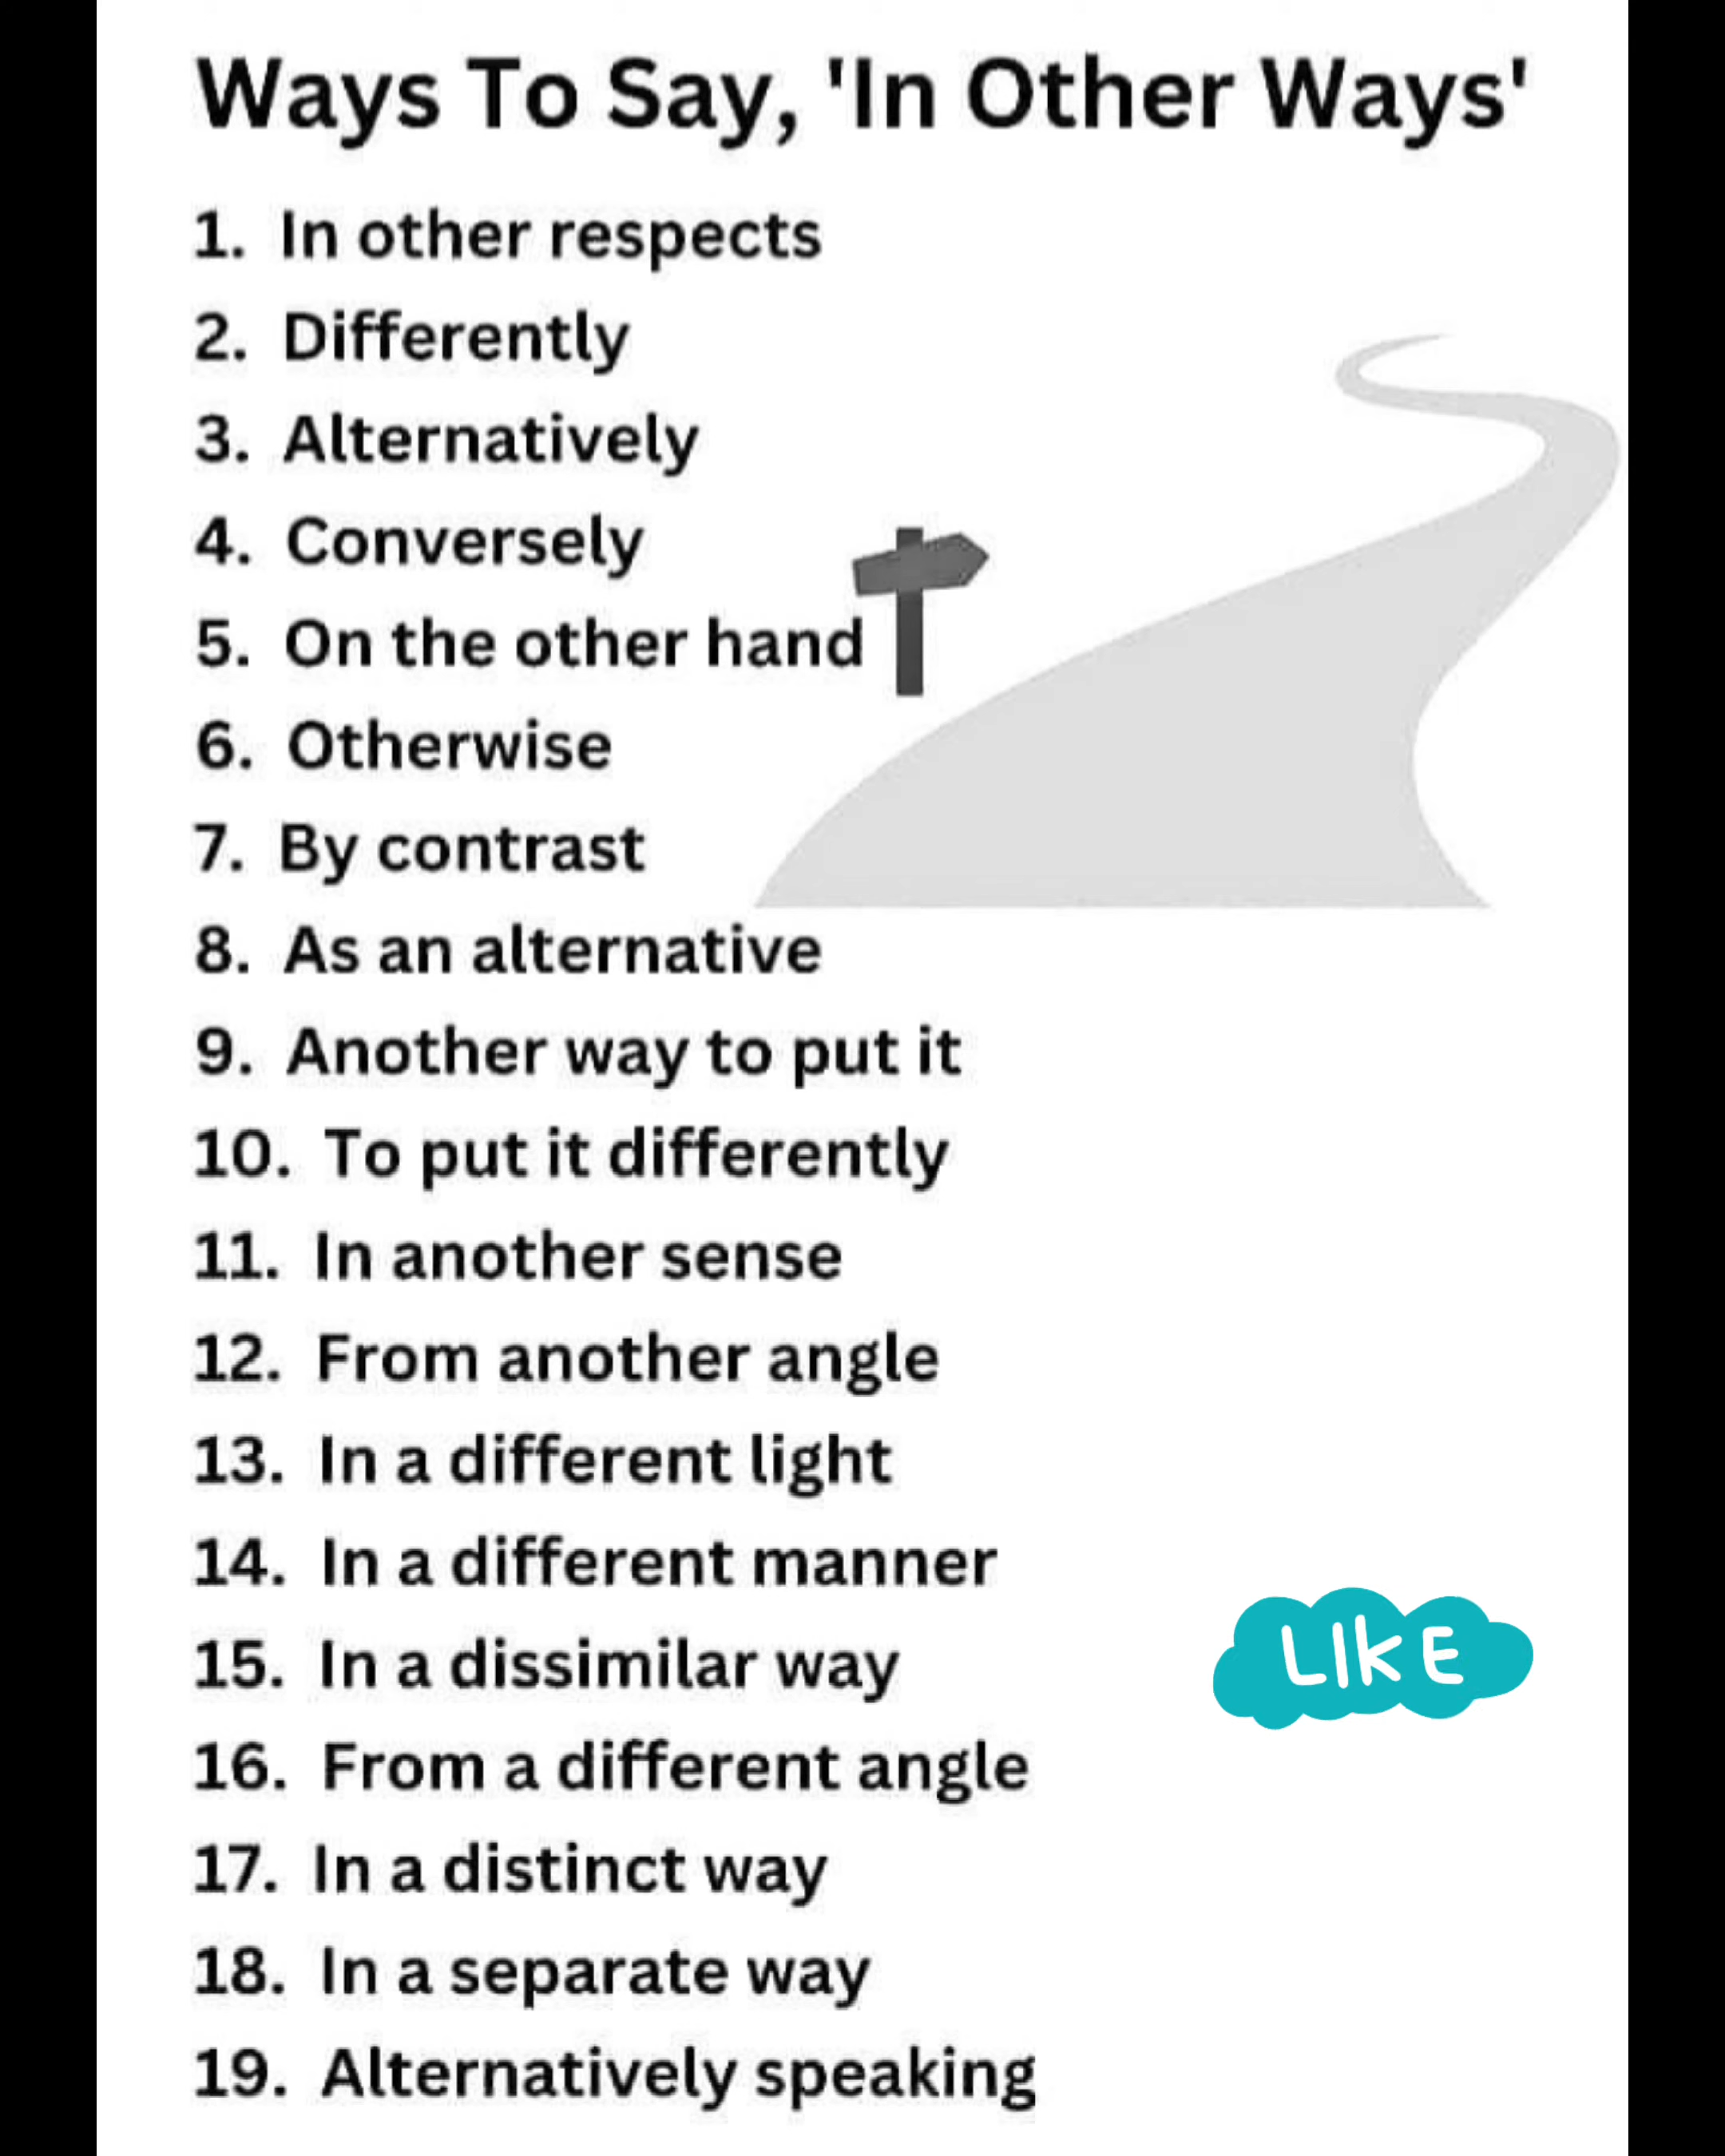 Ways To Say, 'In Other Ways'
1. In other respects
2. Differently
3. Alternatively
4. Conversely
5. On the other hand
6. Otherwise
7. By contrast
8. As an alternative
9. Another way to put it
10. To put it differently
11. In another sense
12. From another angle
13. In a different light
14. In a different manner
15. In a dissimilar way
LIKE
16. From a different angle
17. In a distinct way
18. In a separate way
19. Alternatively speaking